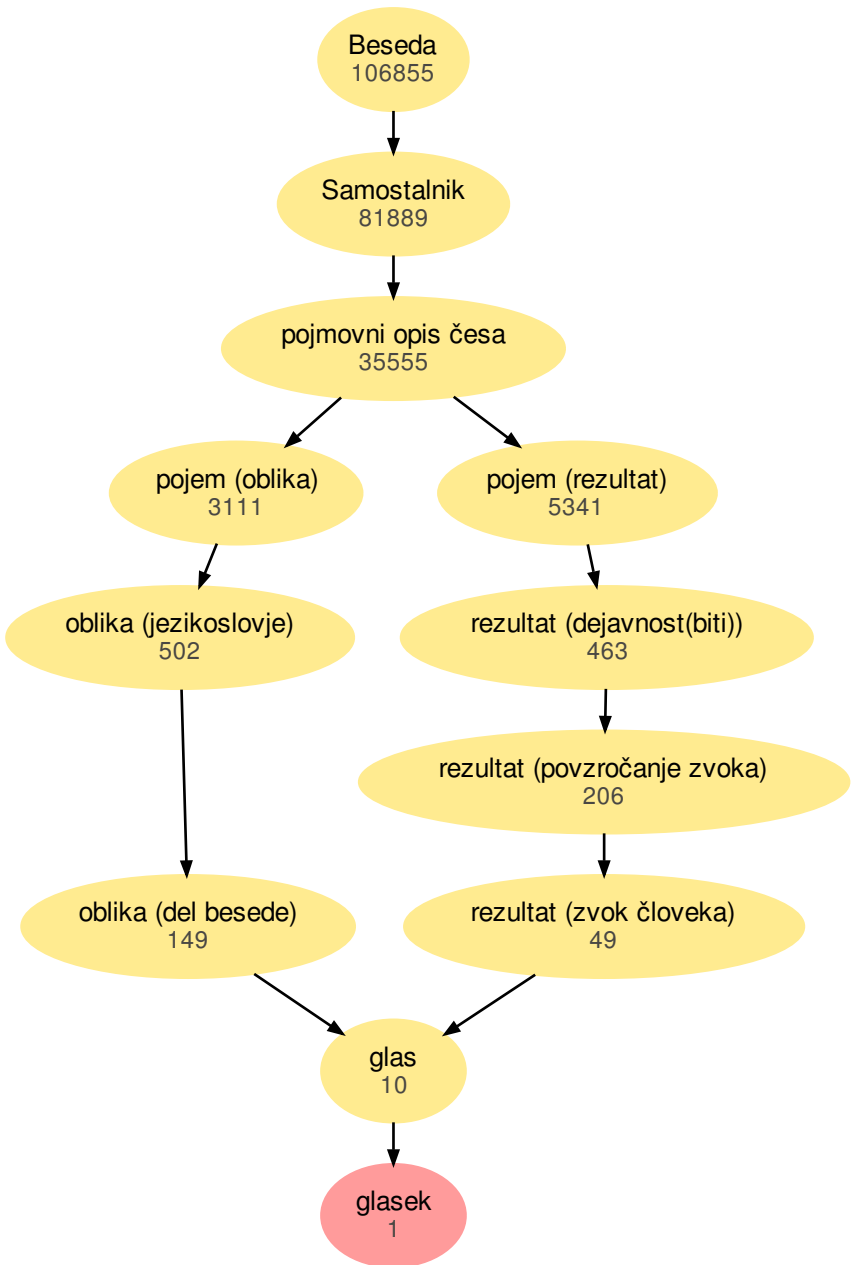 Beseda
106855
Samostalnik
81889
pojmovni opis česa
35555
pojem (oblika)
3111
pojem (rezultat)
5341
oblika (jezikoslovje)
502
rezultat (dejavnost(biti))
463
rezultat (povzročanje zvoka)
206
oblika (del besede)
149
rezultat (zvok človeka)
49
glas
10
glasek
1